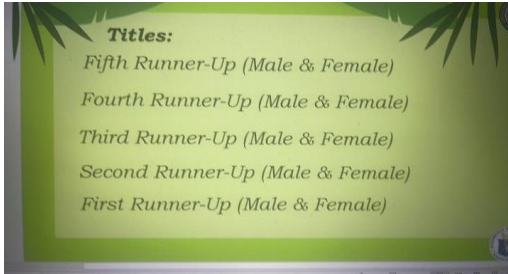 Titles:
Fifth Runner-Up (Male & Female)
Fourth Runner-Up (Male & Female)
Third Runner-Up (Male & Female)
Second Runner-Up (Male & Female)
First Runner-Up (Male & Female)